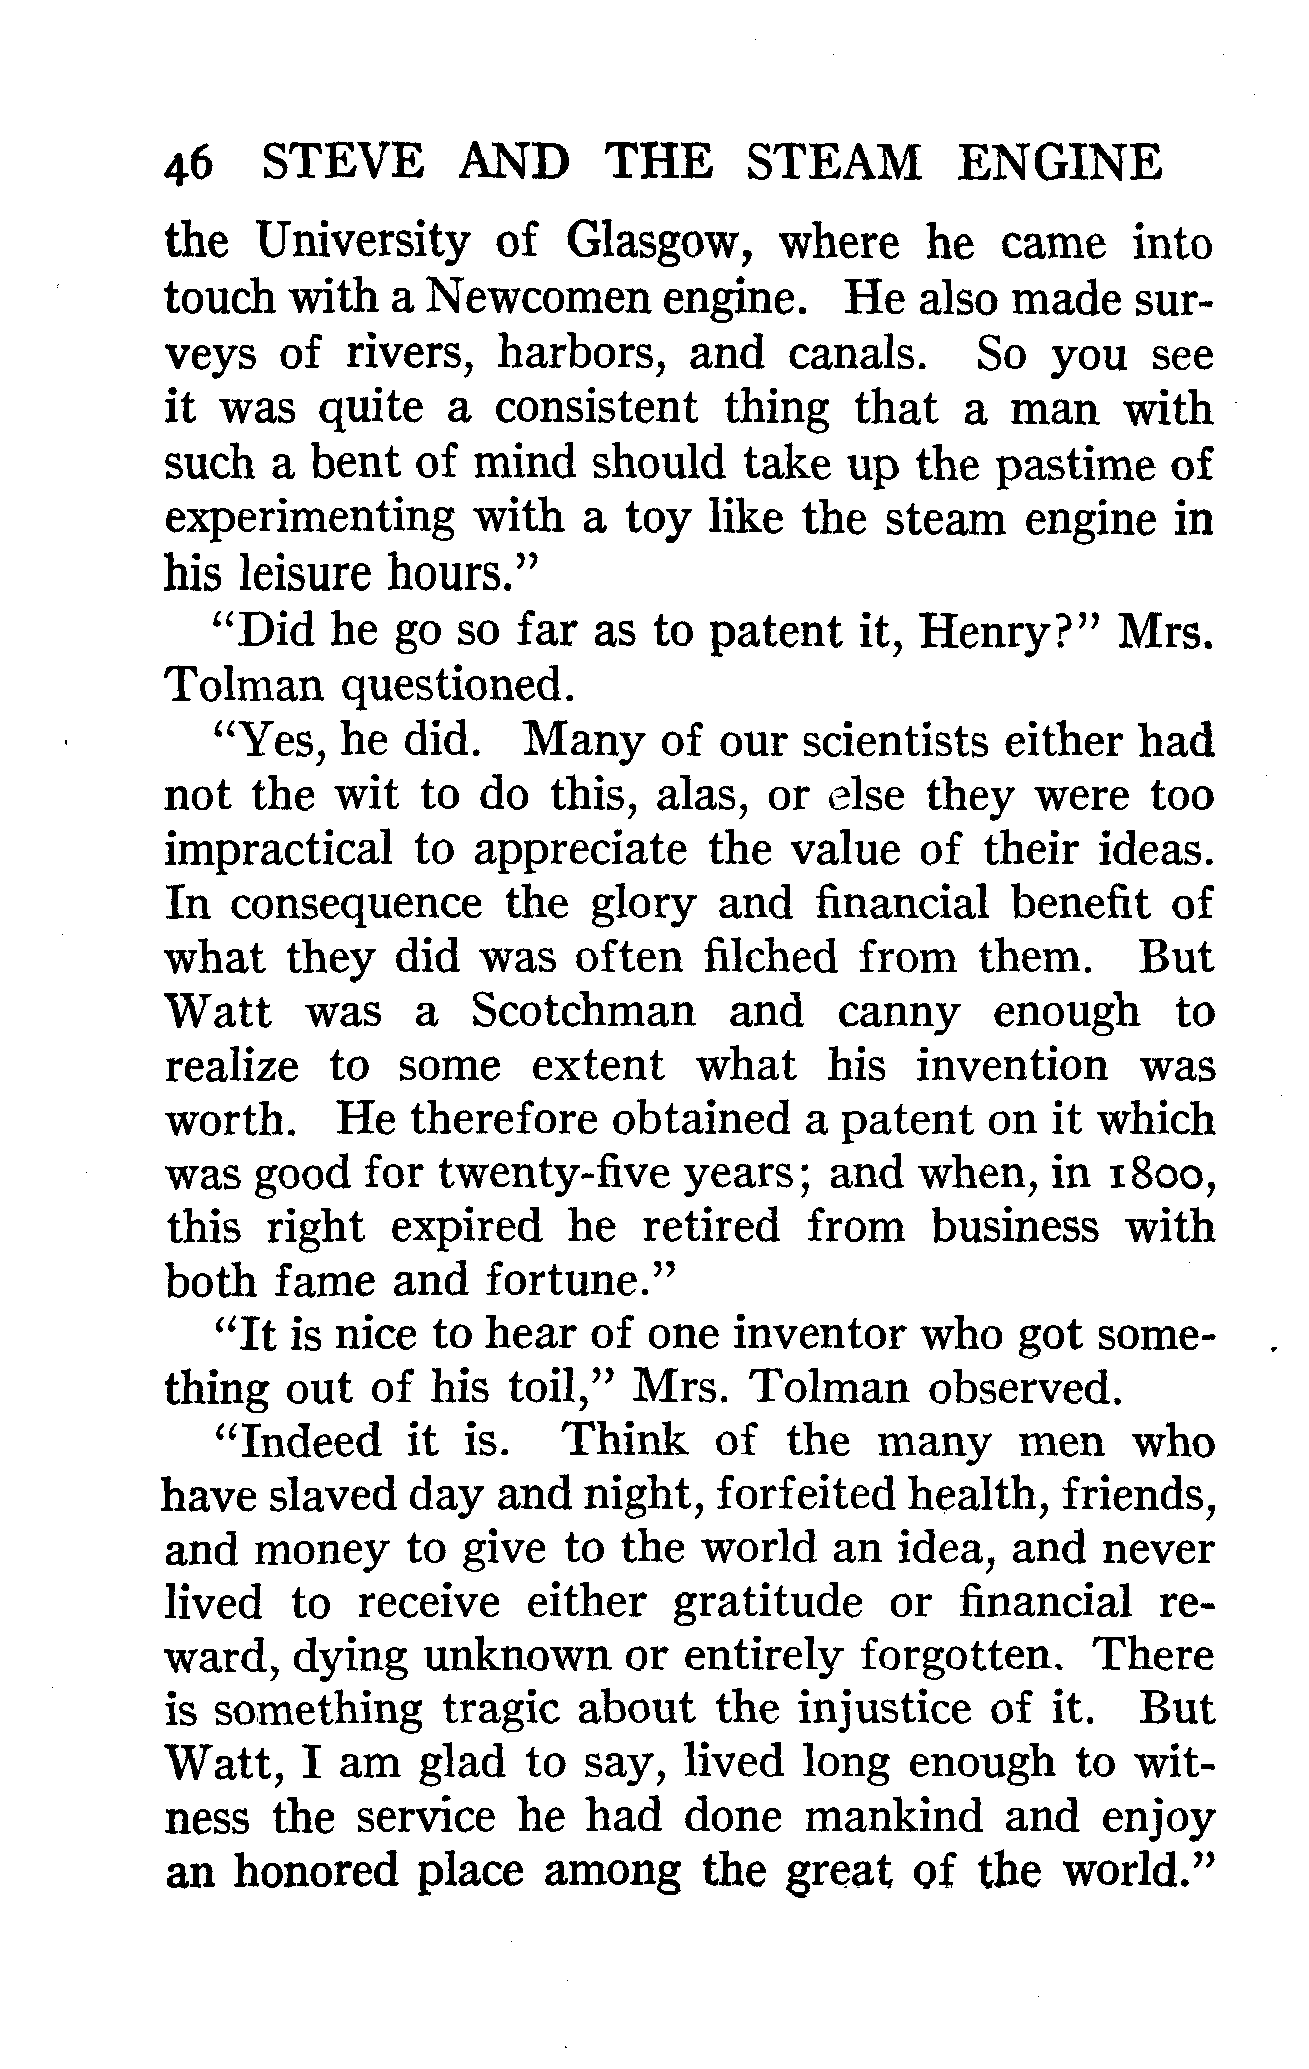 46 STEVE AND THE STEAM ENGINE
the University of Glasgow, where he came into
touch with a Newcomen engine. He also made sur-
veys of rivers, harbors, and canals. So you see
it was quite a consistent thing that a man with
such a bent of mind should take up the pastime of
experimenting with a toy like the steam engine in
his leisure hours.”
“Did he go so far as to patent it, Henry?” Mrs.
Tolman questioned.
“Yes, he did. Many of our scientists either had
not the wit to do this, alas, or else they were too
impractical to appreciate the value of their ideas.
In consequence the glory and financial benefit of
what they did was often filched from them. But
Watt was a Scotchman and canny enough to
realize to some extent what his invention was
worth. He therefore obtained a patent on it which
was good for twenty-five years; and when, in 1800,
this right expired he retired from business with
both fame and fortune.”
“It is nice to hear of one inventor who got some-
thing out of his toil,” Mrs. Tolman observed.
“Indeed it is. Think of the many men who
have slaved day and night, forfeited health, friends,
and money to give to the world an idea, and never
lived to receive either gratitude or financial re-
ward, dying unknown or entirely forgotten. There
is something tragic about the injustice of it. But
Watt, I am glad to say, lived long enough to wit-
ness the service he had done mankind and enjoy
an honored place among the great of the world.”